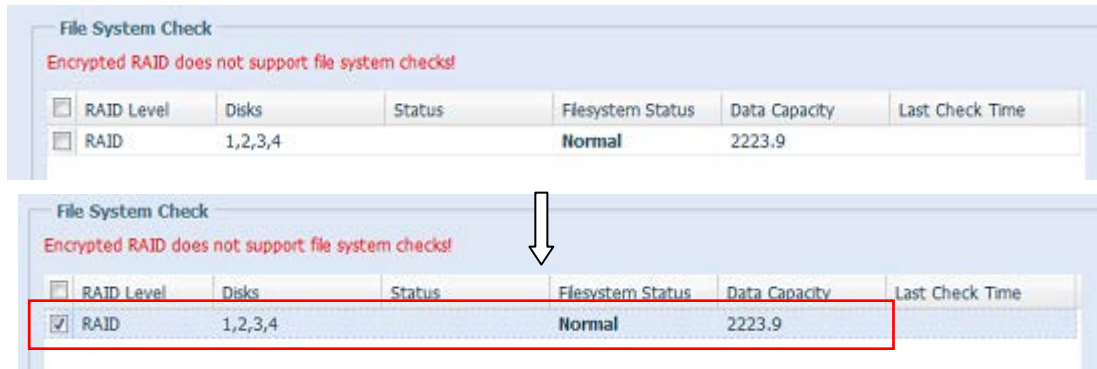 File System Check
Encrypted RAID does not support file system checks!
RAID Level Disks Status Filesystem Status Data Capacity Last Check Time
RAID 1,2,3,4 Normal 2223.9
File System Check
Encrypted RAID does not support file system checks!
RAID Level Disks Status Filesystem Status Data Capacity Last Check Time
RAID 1,2,3,4 Normal 2223.9